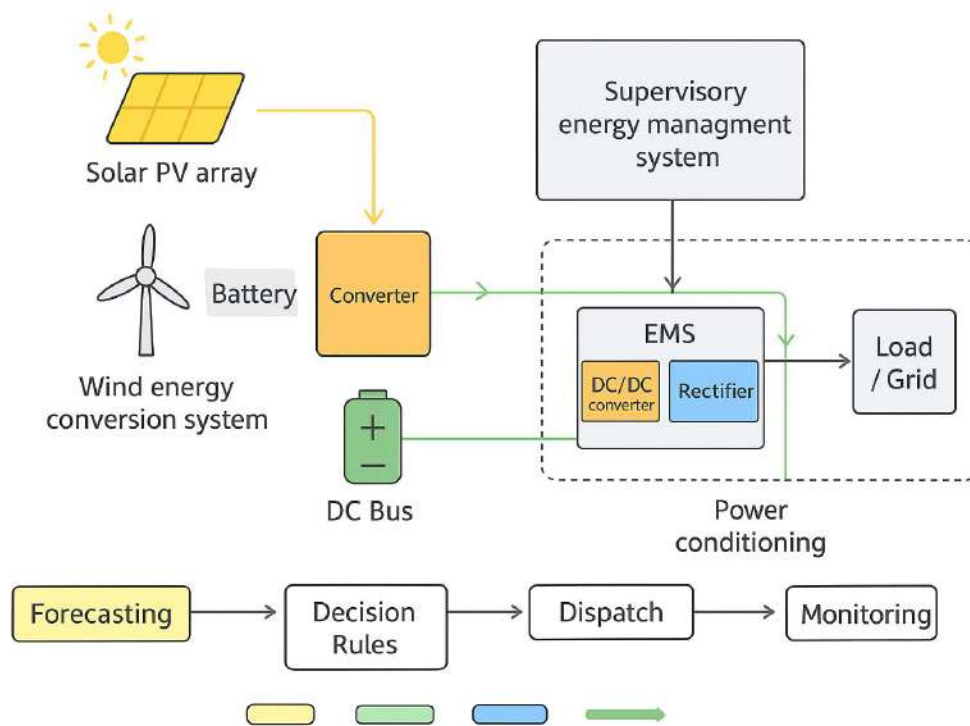 Supervisory
energy managment
system
Solar PV array
Battery
Converter
Wind energy
conversion system
EMS
DC/DC
converter
Rectifier
Load
/ Grid
+
−
DC Bus
Power
conditioning
Forecasting
Decision
Rules
Dispatch
Monitoring